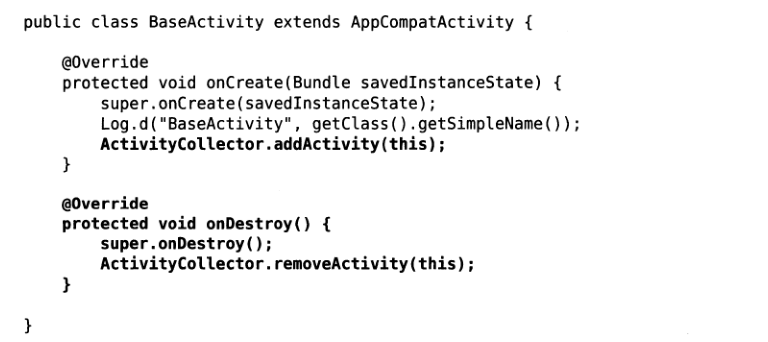 public class BaseActivity extends AppCompatActivity {
    @Override
    protected void onCreate(Bundle savedInstanceState) {
        super.onCreate(savedInstanceState);
        Log.d("BaseActivity", getClass().getSimpleName());
        ActivityCollector.addActivity(this);
    }
    @Override
    protected void onDestroy() {
        super.onDestroy();
        ActivityCollector.removeActivity(this);
    }
}